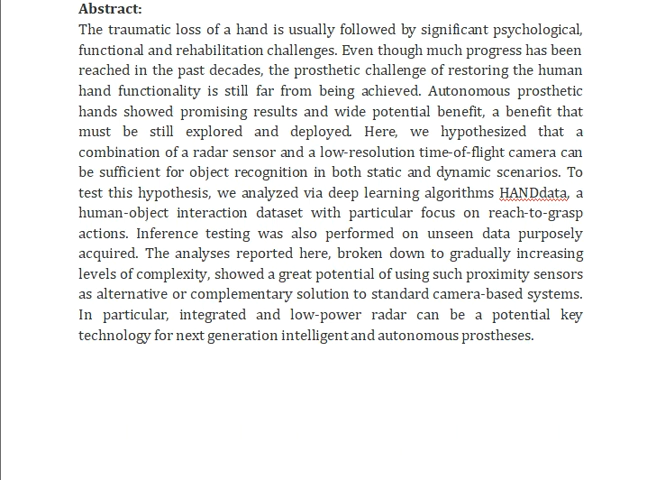 Abstract:
The traumatic loss of a hand is usually followed by significant psychological,
functional and rehabilitation challenges. Even though much progress has been
reached in the past decades, the prosthetic challenge of restoring the human
hand functionality is still far from being achieved. Autonomous prosthetic
hands showed promising results and wide potential benefit, a benefit that
must be still explored and deployed. Here, we hypothesized that a
combination of a radar sensor and a low-resolution time-of-flight camera can
be sufficient for object recognition in both static and dynamic scenarios. To
test this hypothesis, we analyzed via deep learning algorithms HANDdata, a
human-object interaction dataset with particular focus on reach-to-grasp
actions. Inference testing was also performed on unseen data purposely
acquired. The analyses reported here, broken down to gradually increasing
levels of complexity, showed a great potential of using such proximity sensors
as alternative or complementary solution to standard camera-based systems.
In particular, integrated and low-power radar can be a potential key
technology for next generation intelligent and autonomous prostheses.